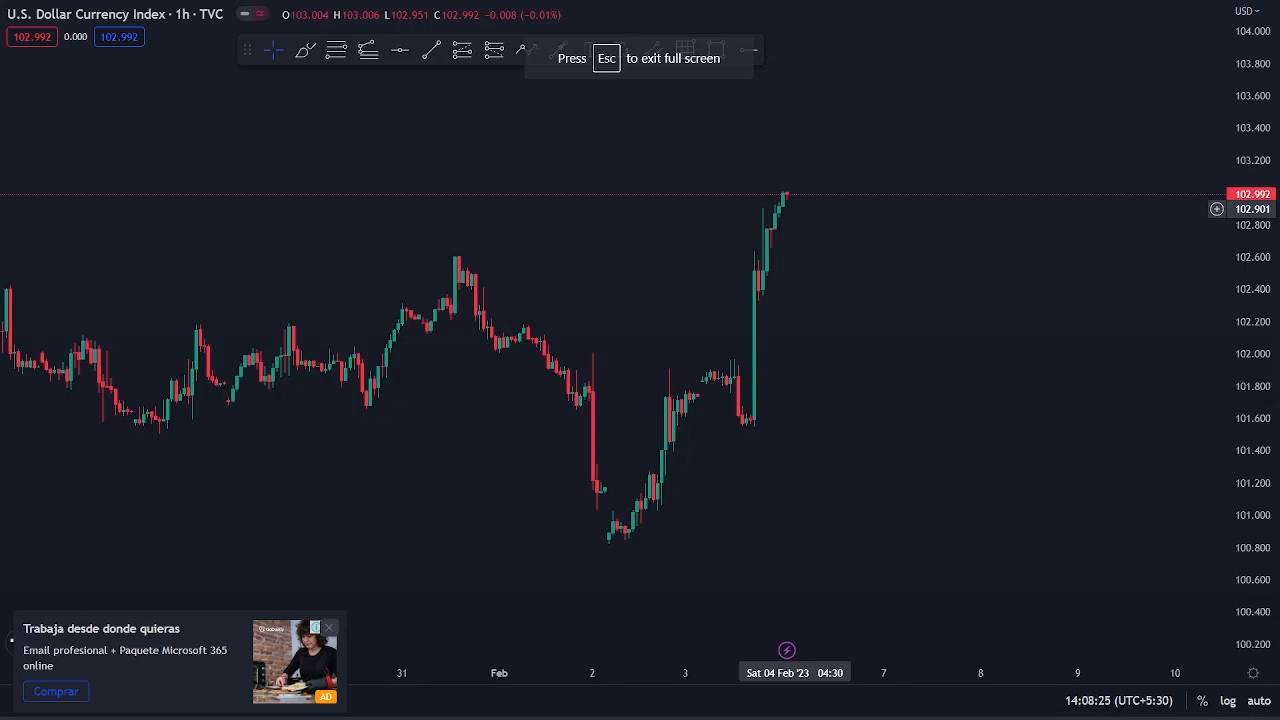 U.S. Dollar Currency Index · 1h · TVC
O103.004 H103.006 L102.951 C102.992 −0.008 (−0.01%)
USD
102.992 0.000 102.992
Press Esc to exit full screen
104.000
103.800
103.600
103.400
103.200
102.992
102.901
102.800
102.600
102.400
102.200
102.000
101.800
101.600
101.400
101.200
101.000
100.800
100.600
100.400
100.200
Trabaja desde donde quieras
Email profesional + Paquete Microsoft 365
online
Comprar
AD
31 Feb 2 3 Sat 04 Feb '23 04:30 7 8 9 10
14:08:25 (UTC+5:30) % log auto